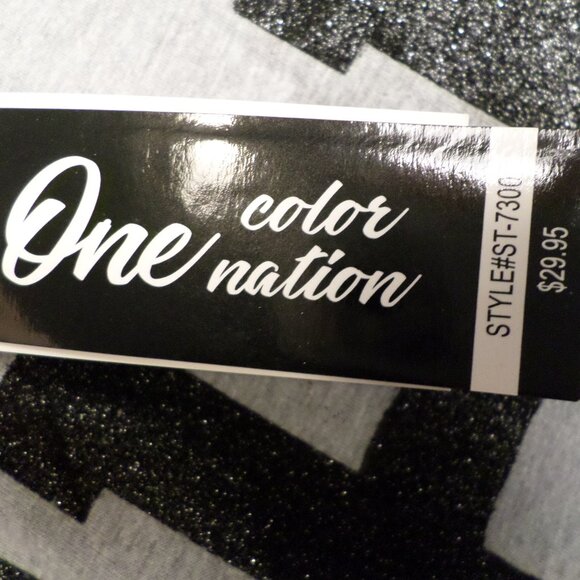 One color
nation
STYLE#ST-7300
$29.95